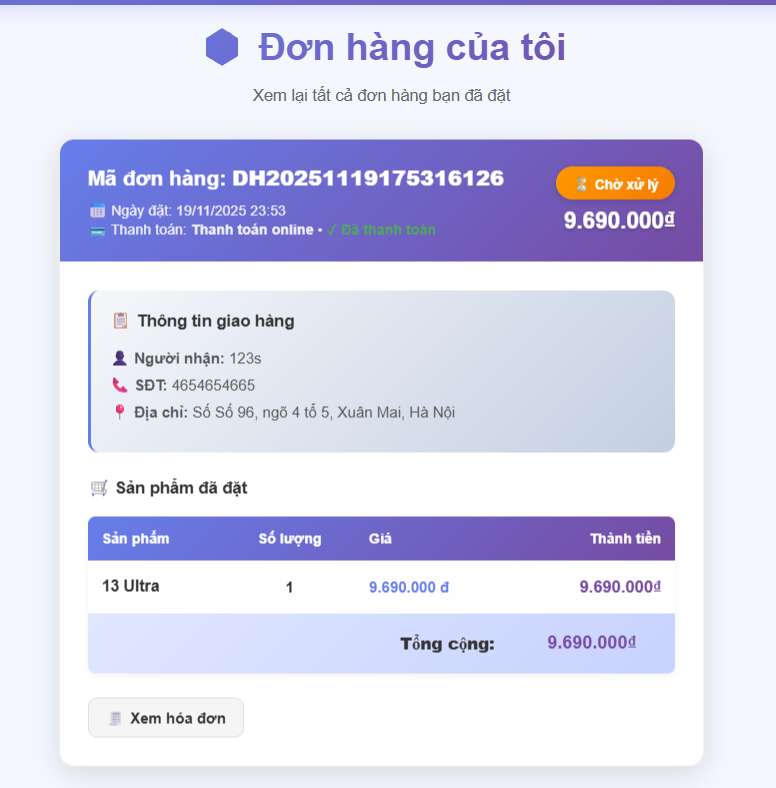 Đơn hàng của tôi
Xem lại tất cả đơn hàng bạn đã đặt
Mã đơn hàng: DH20251119175316126
Chờ xử lý
Ngày đặt: 19/11/2025 23:53
Thanh toán: Thanh toán online • ✓ Đã thanh toán
9.690.000₫
Thông tin giao hàng
Người nhận: 123s
SĐT: 4654654665
Địa chỉ: Số Số 96, ngõ 4 tổ 5, Xuân Mai, Hà Nội
Sản phẩm đã đặt
Sản phẩm Số lượng Giá Thành tiền
13 Ultra 1 9.690.000 đ 9.690.000₫
Tổng cộng: 9.690.000₫
Xem hóa đơn